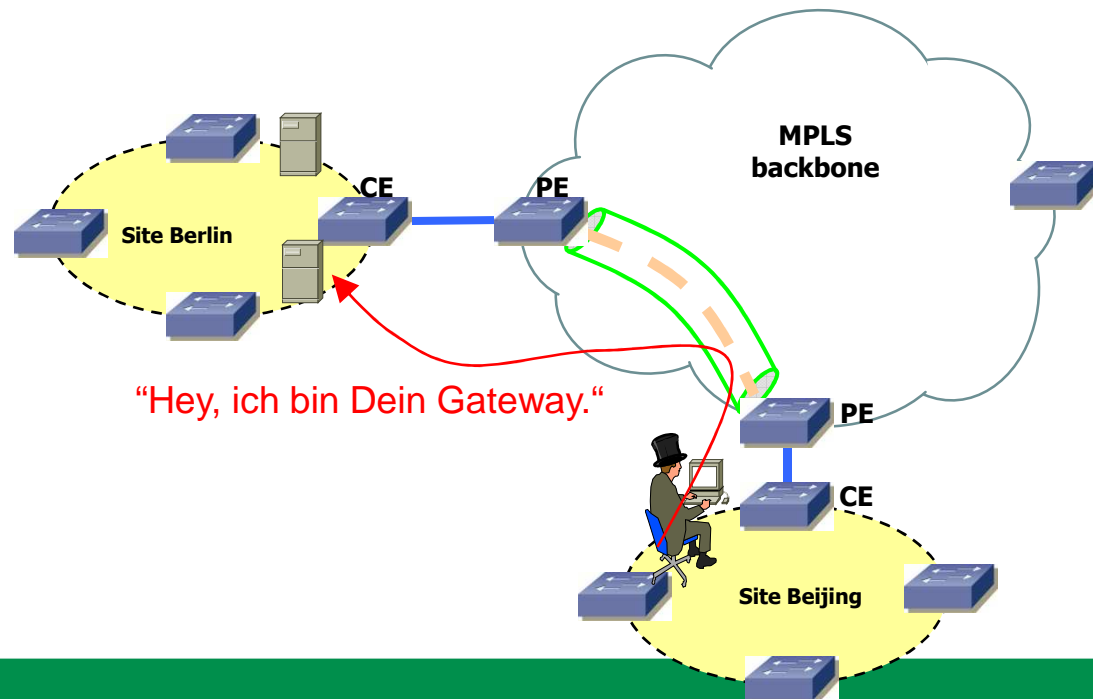 MPLS
backbone
CE
PE
Site Berlin
“Hey, ich bin Dein Gateway.“
PE
CE
Site Beijing